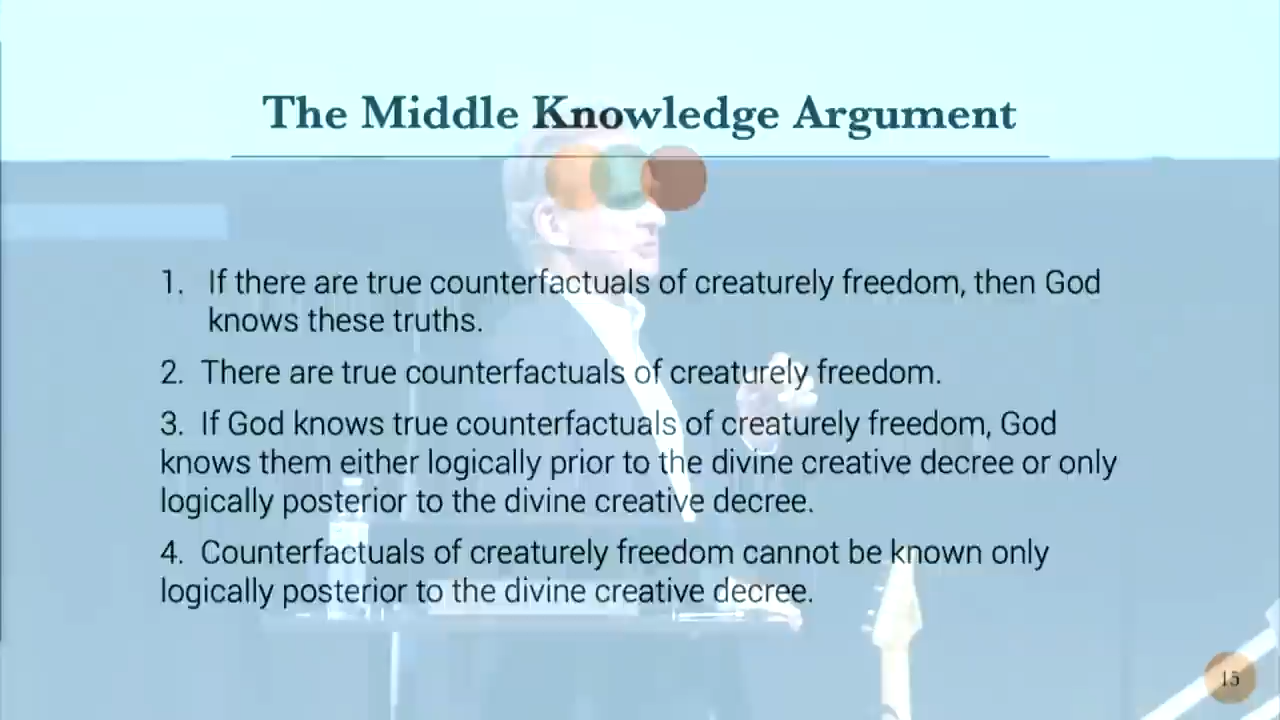 The Middle Knowledge Argument
1. If there are true counterfactuals of creaturely freedom, then God
knows these truths.
2. There are true counterfactuals of creaturely freedom.
3. If God knows true counterfactuals of creaturely freedom, God
knows them either logically prior to the divine creative decree or only
logically posterior to the divine creative decree.
4. Counterfactuals of creaturely freedom cannot be known only
logically posterior to the divine creative decree.
15